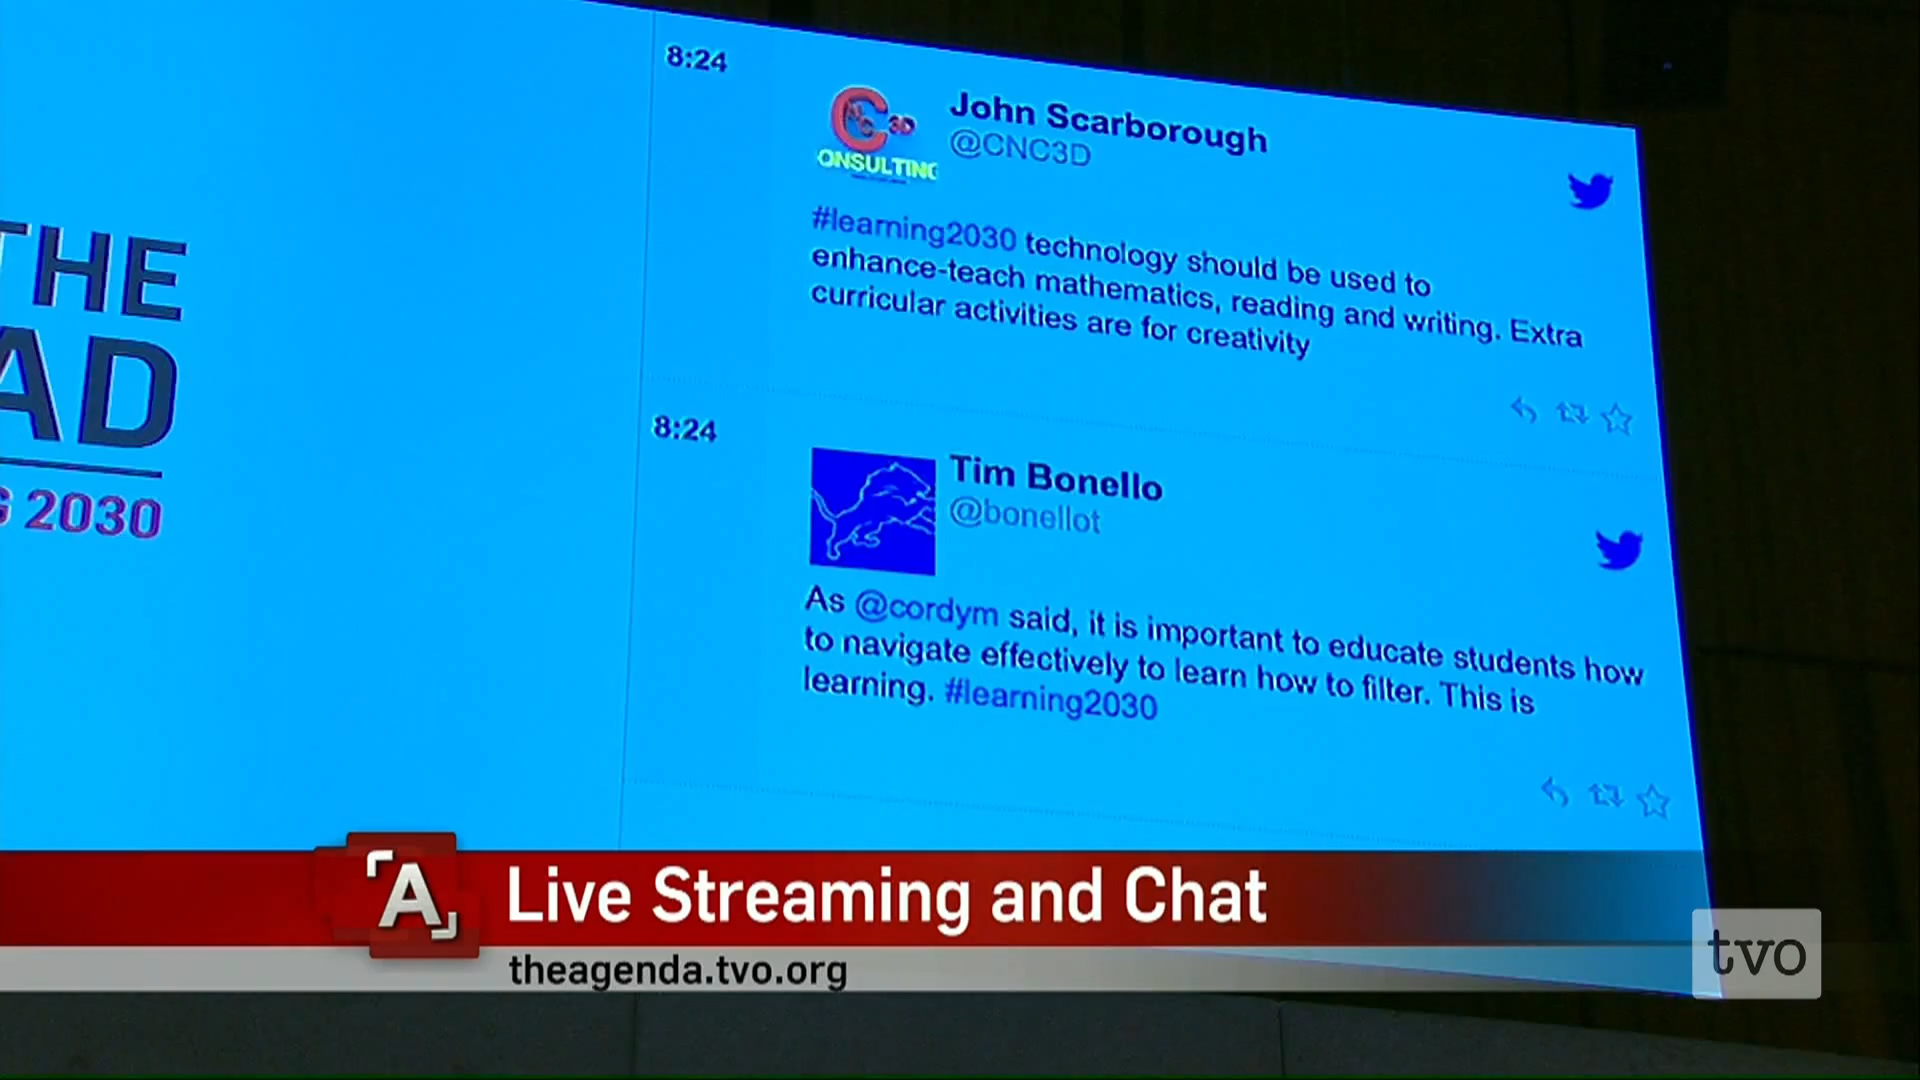 THE
AD
2030
8:24
C 3D
ONSULTING
John Scarborough
@CNC3D
#learning2030 technology should be used to
enhance-teach mathematics, reading and writing. Extra
curricular activities are for creativity
8:24
Tim Bonello
@bonellot
As @cordym said, it is important to educate students how
to navigate effectively to learn how to filter. This is
learning. #learning2030
A
Live Streaming and Chat
theagenda.tvo.org
tvo